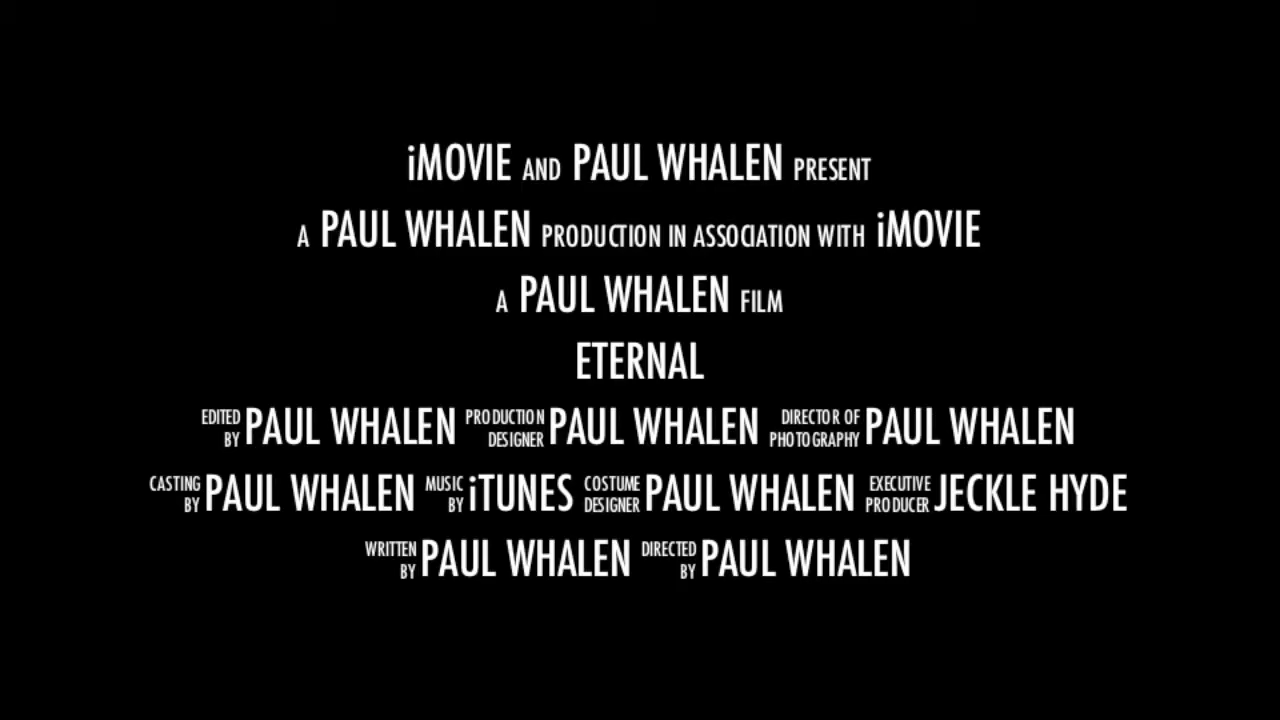 iMOVIE AND PAUL WHALEN PRESENT
A PAUL WHALEN PRODUCTION IN ASSOCIATION WITH iMOVIE
A PAUL WHALEN FILM
ETERNAL
EDITED BY PAUL WHALEN PRODUCTION DESIGNER PAUL WHALEN DIRECTOR OF PHOTOGRAPHY PAUL WHALEN
CASTING BY PAUL WHALEN MUSIC BY iTUNES COSTUME DESIGNER PAUL WHALEN EXECUTIVE PRODUCER JECKLE HYDE
WRITTEN BY PAUL WHALEN DIRECTED BY PAUL WHALEN